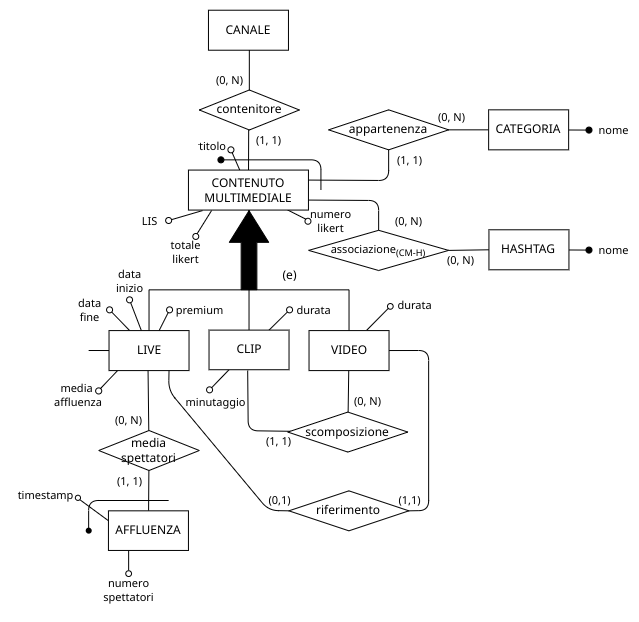 CANALE
(0, N)
contenitore
(1, 1)
titolo
(0, N)
appartenenza
CATEGORIA
nome
(1, 1)
CONTENUTO
MULTIMEDIALE
LIS
totale
likert
numero
likert
(0, N)
associazione(CM-H)
(0, N)
HASHTAG
nome
(e)
data
inizio
data
fine
premium
durata
durata
LIVE
CLIP
VIDEO
media
affluenza
minutaggio
(0, N)
(0, N)
media
spettatori
(1, 1)
scomposizione
(1, 1)
timestamp
(0,1)
riferimento
(1,1)
AFFLUENZA
numero
spettatori